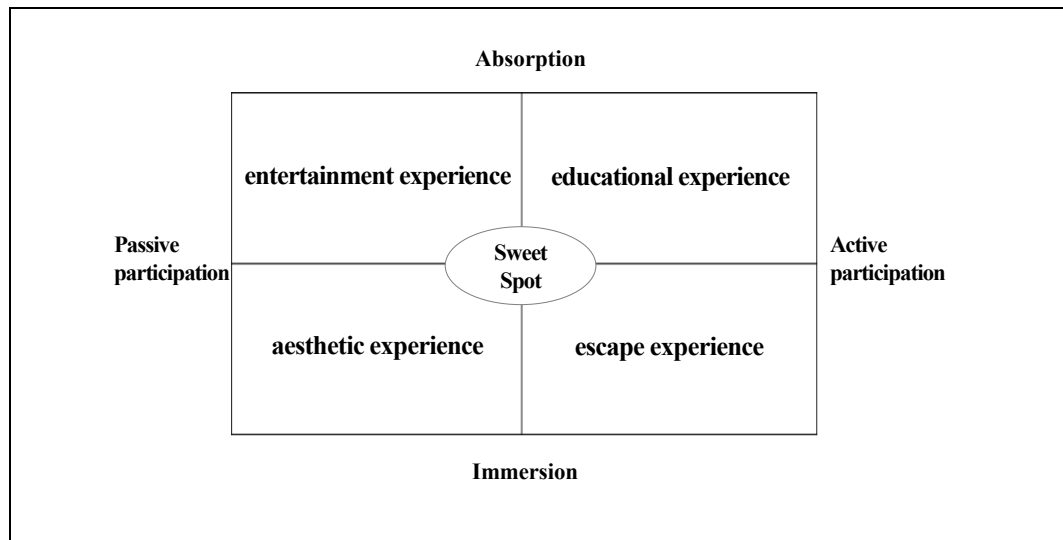 Absorption
entertainment experience
educational experience
Passive
participation
Sweet
Spot
Active
participation
aesthetic experience
escape experience
Immersion